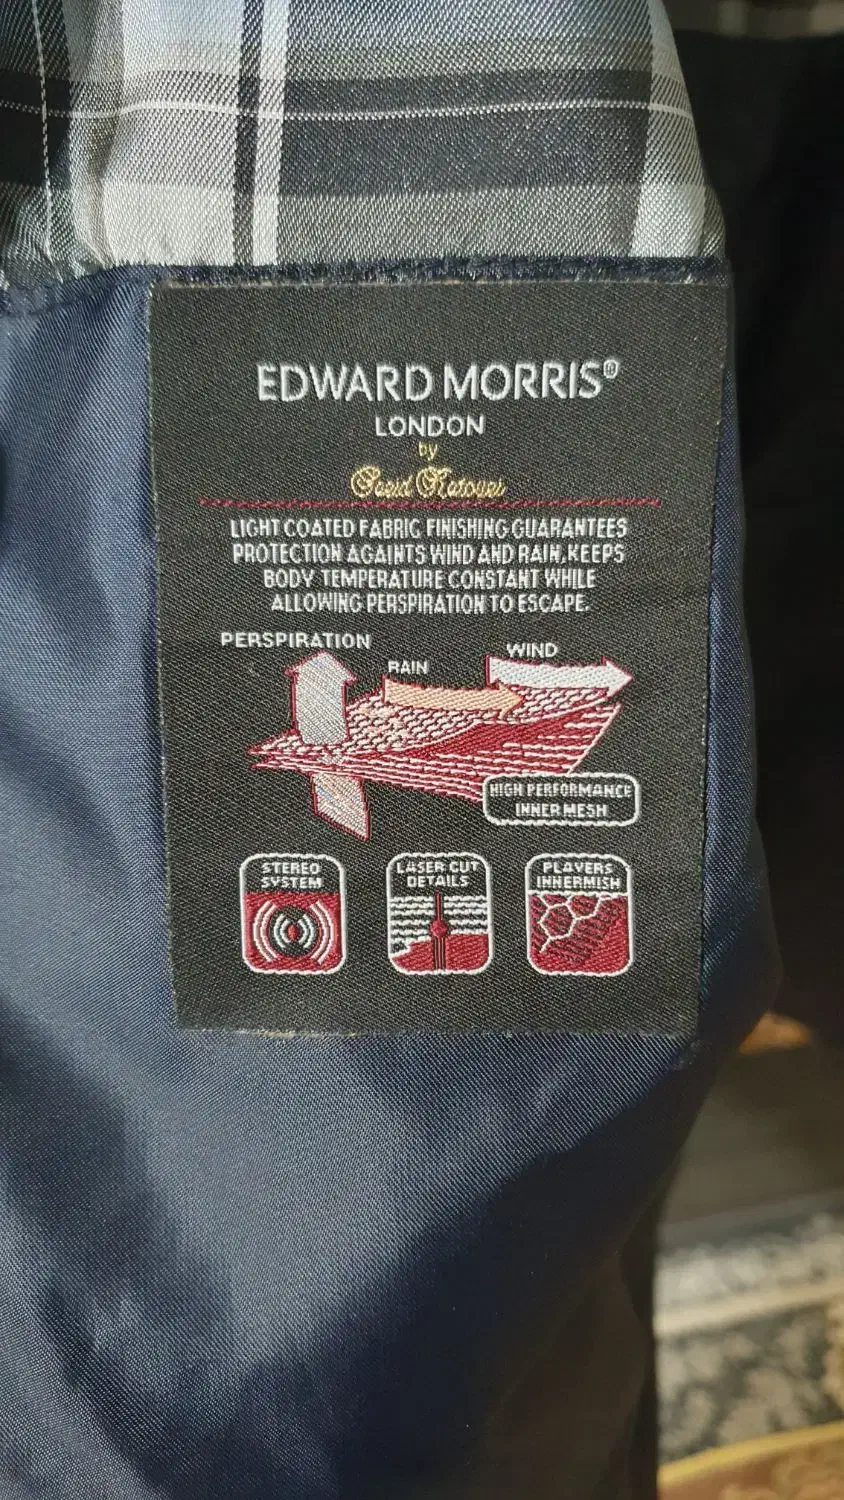 EDWARD MORRIS®
LONDON
by
LIGHT COATED FABRIC FINISHING GUARANTEES
PROTECTION AGAINTS WIND AND RAIN, KEEPS
BODY TEMPERATURE CONSTANT WHILE
ALLOWING PERSPIRATION TO ESCAPE.
PERSPIRATION
RAIN
WIND
HIGH PERFORMANCE
INNER MESH
STEREO
SYSTEM
LASER CUT
DETAILS
PLAYERS
INNERMISH